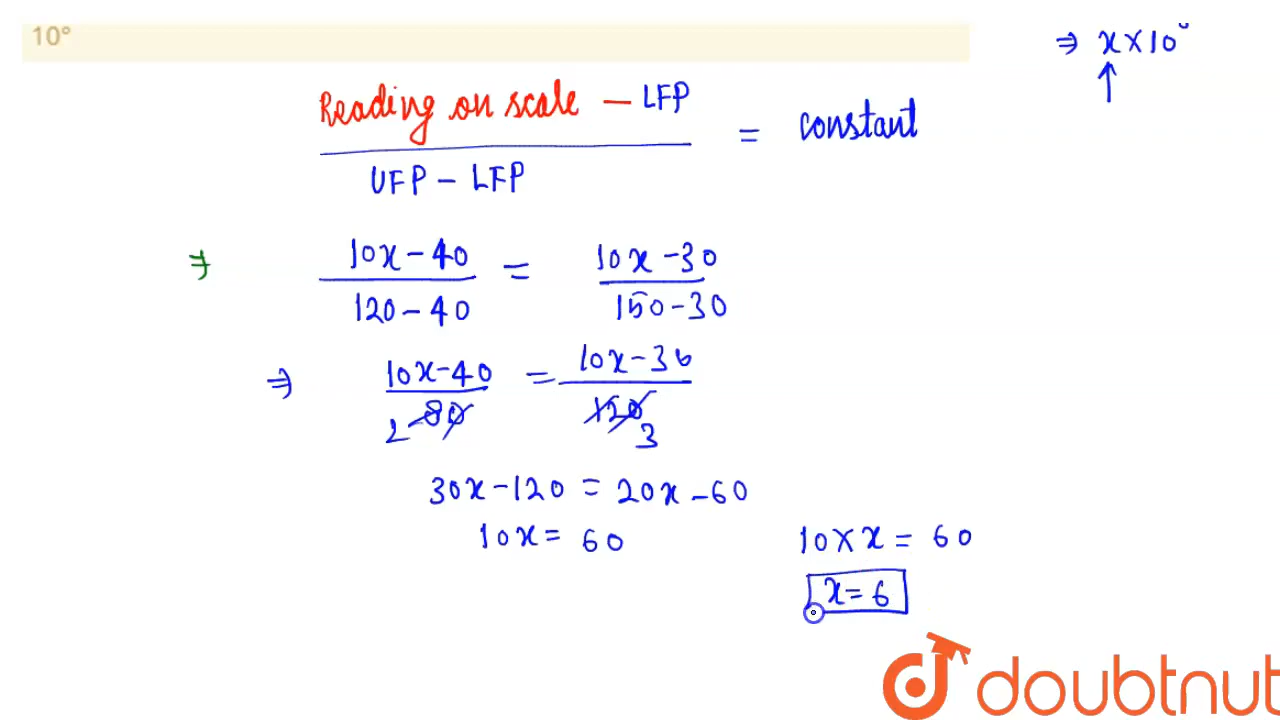 10°
⇒ x × 10°
↑
Reading on scale − LFP
UFP − LFP
= constant
⇒ 10x − 40 = 10x − 30
120 − 40 150 − 30
⇒ 10x − 40 = 10x − 30
80 120
2 3
30x − 120 = 20x − 60
10x = 60 10 × x = 60
x = 6
doubtnut